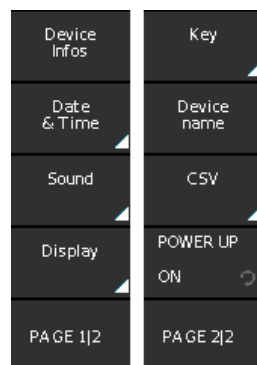 Device
Infos
Date
& Time
Sound
Display
PAGE 1|2
Key
Device
name
CSV
POWER UP
ON
PAGE 2|2